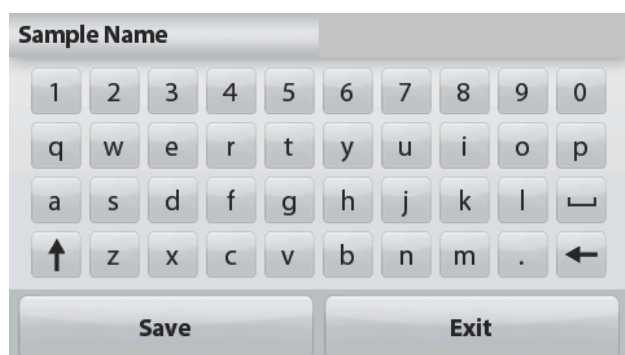 Sample Name
1 2 3 4 5 6 7 8 9 0
q w e r t y u i o p
a s d f g h j k l
z x c v b n m .
Save Exit